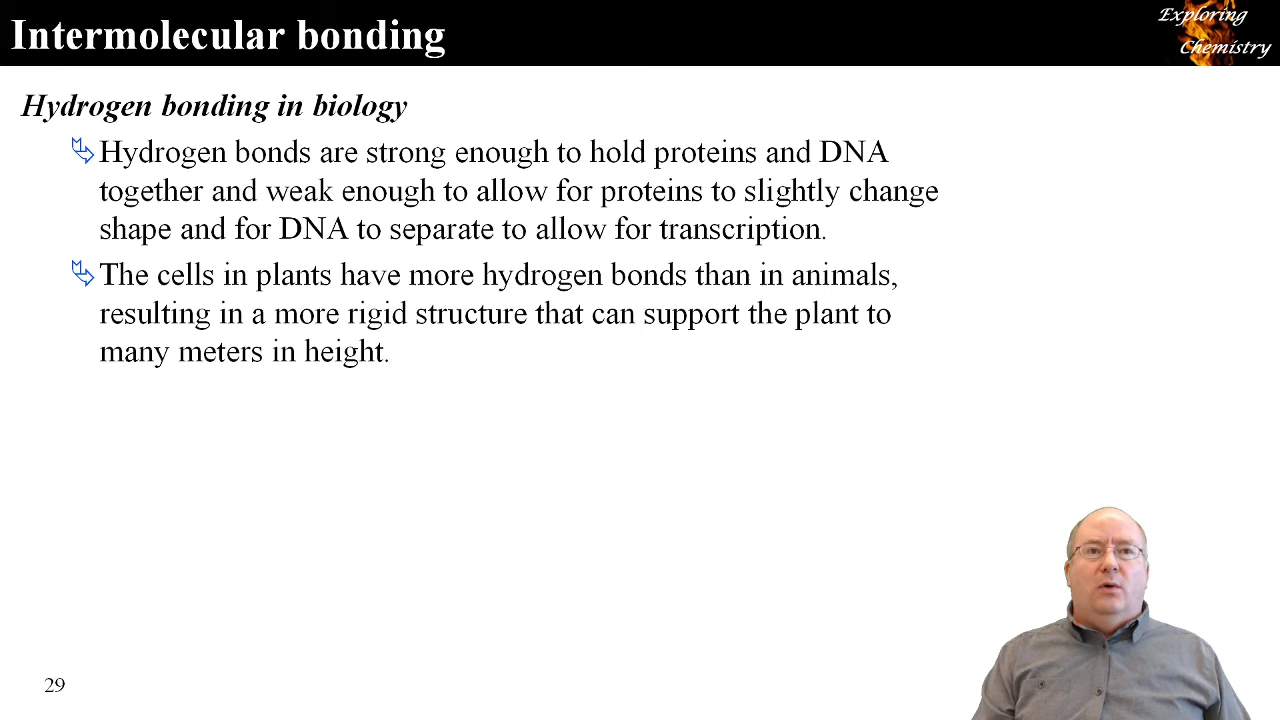 Intermolecular bonding
Exploring
Chemistry
Hydrogen bonding in biology
Hydrogen bonds are strong enough to hold proteins and DNA
together and weak enough to allow for proteins to slightly change
shape and for DNA to separate to allow for transcription.
The cells in plants have more hydrogen bonds than in animals,
resulting in a more rigid structure that can support the plant to
many meters in height.
29